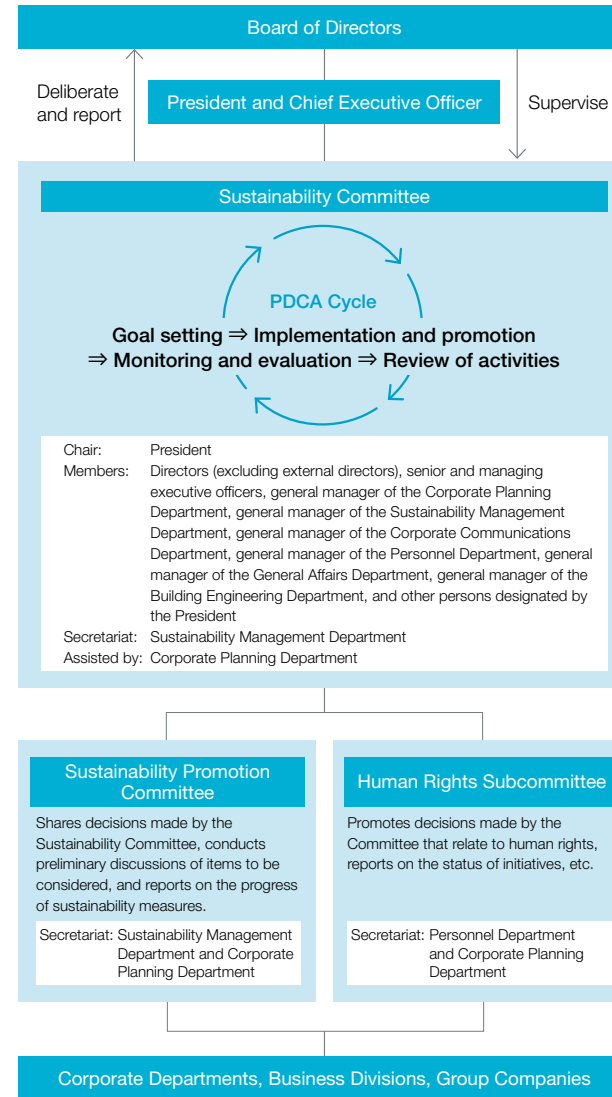 Board of Directors
Deliberate
and report
President and Chief Executive Officer
Supervise
Sustainability Committee
PDCA Cycle
Goal setting ⇒ Implementation and promotion
⇒ Monitoring and evaluation ⇒ Review of activities
Chair: President
Members: Directors (excluding external directors), senior and managing
executive officers, general manager of the Corporate Planning
Department, general manager of the Sustainability Management
Department, general manager of the Corporate Communications
Department, general manager of the Personnel Department, general
manager of the General Affairs Department, general manager of the
Building Engineering Department, and other persons designated by
the President
Secretariat: Sustainability Management Department
Assisted by: Corporate Planning Department
Sustainability Promotion
Committee
Shares decisions made by the
Sustainability Committee, conducts
preliminary discussions of items to be
considered, and reports on the progress
of sustainability measures.
Secretariat: Sustainability Management
Department and Corporate
Planning Department
Human Rights Subcommittee
Promotes decisions made by the
Committee that relate to human rights,
reports on the status of initiatives, etc.
Secretariat: Personnel Department
and Corporate Planning
Department
Corporate Departments, Business Divisions, Group Companies